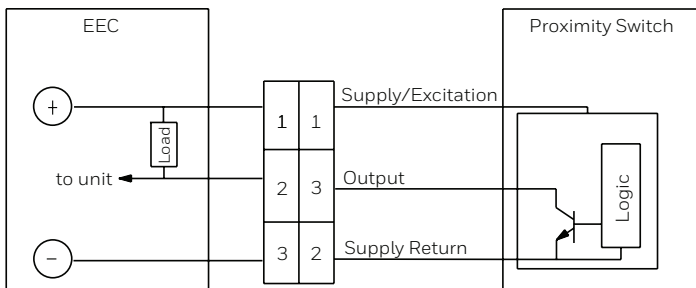 EEC
Proximity Switch
+
Supply/Excitation
Load
1 1
to unit
2 3
Output
Logic
−
3 2
Supply Return